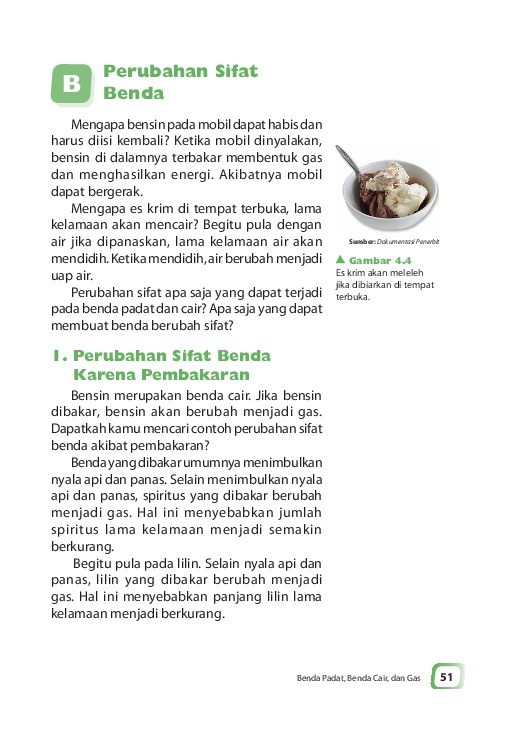 B
Perubahan Sifat
Benda
Mengapa bensin pada mobil dapat habis dan
harus diisi kembali? Ketika mobil dinyalakan,
bensin di dalamnya terbakar membentuk gas
dan menghasilkan energi. Akibatnya mobil
dapat bergerak.
Mengapa es krim di tempat terbuka, lama
kelamaan akan mencair? Begitu pula dengan
air jika dipanaskan, lama kelamaan air akan
mendidih. Ketika mendidih, air berubah menjadi
uap air.
Perubahan sifat apa saja yang dapat terjadi
pada benda padat dan cair? Apa saja yang dapat
membuat benda berubah sifat?
Sumber: Dokumentasi Penerbit
Gambar 4.4
Es krim akan meleleh
jika dibiarkan di tempat
terbuka.
1. Perubahan Sifat Benda
Karena Pembakaran
Bensin merupakan benda cair. Jika bensin
dibakar, bensin akan berubah menjadi gas.
Dapatkah kamu mencari contoh perubahan sifat
benda akibat pembakaran?
Benda yang dibakar umumnya menimbulkan
nyala api dan panas. Selain menimbulkan nyala
api dan panas, spiritus yang dibakar berubah
menjadi gas. Hal ini menyebabkan jumlah
spiritus lama kelamaan menjadi semakin
berkurang.
Begitu pula pada lilin. Selain nyala api dan
panas, lilin yang dibakar berubah menjadi
gas. Hal ini menyebabkan panjang lilin lama
kelamaan menjadi berkurang.
Benda Padat, Benda Cair, dan Gas
51